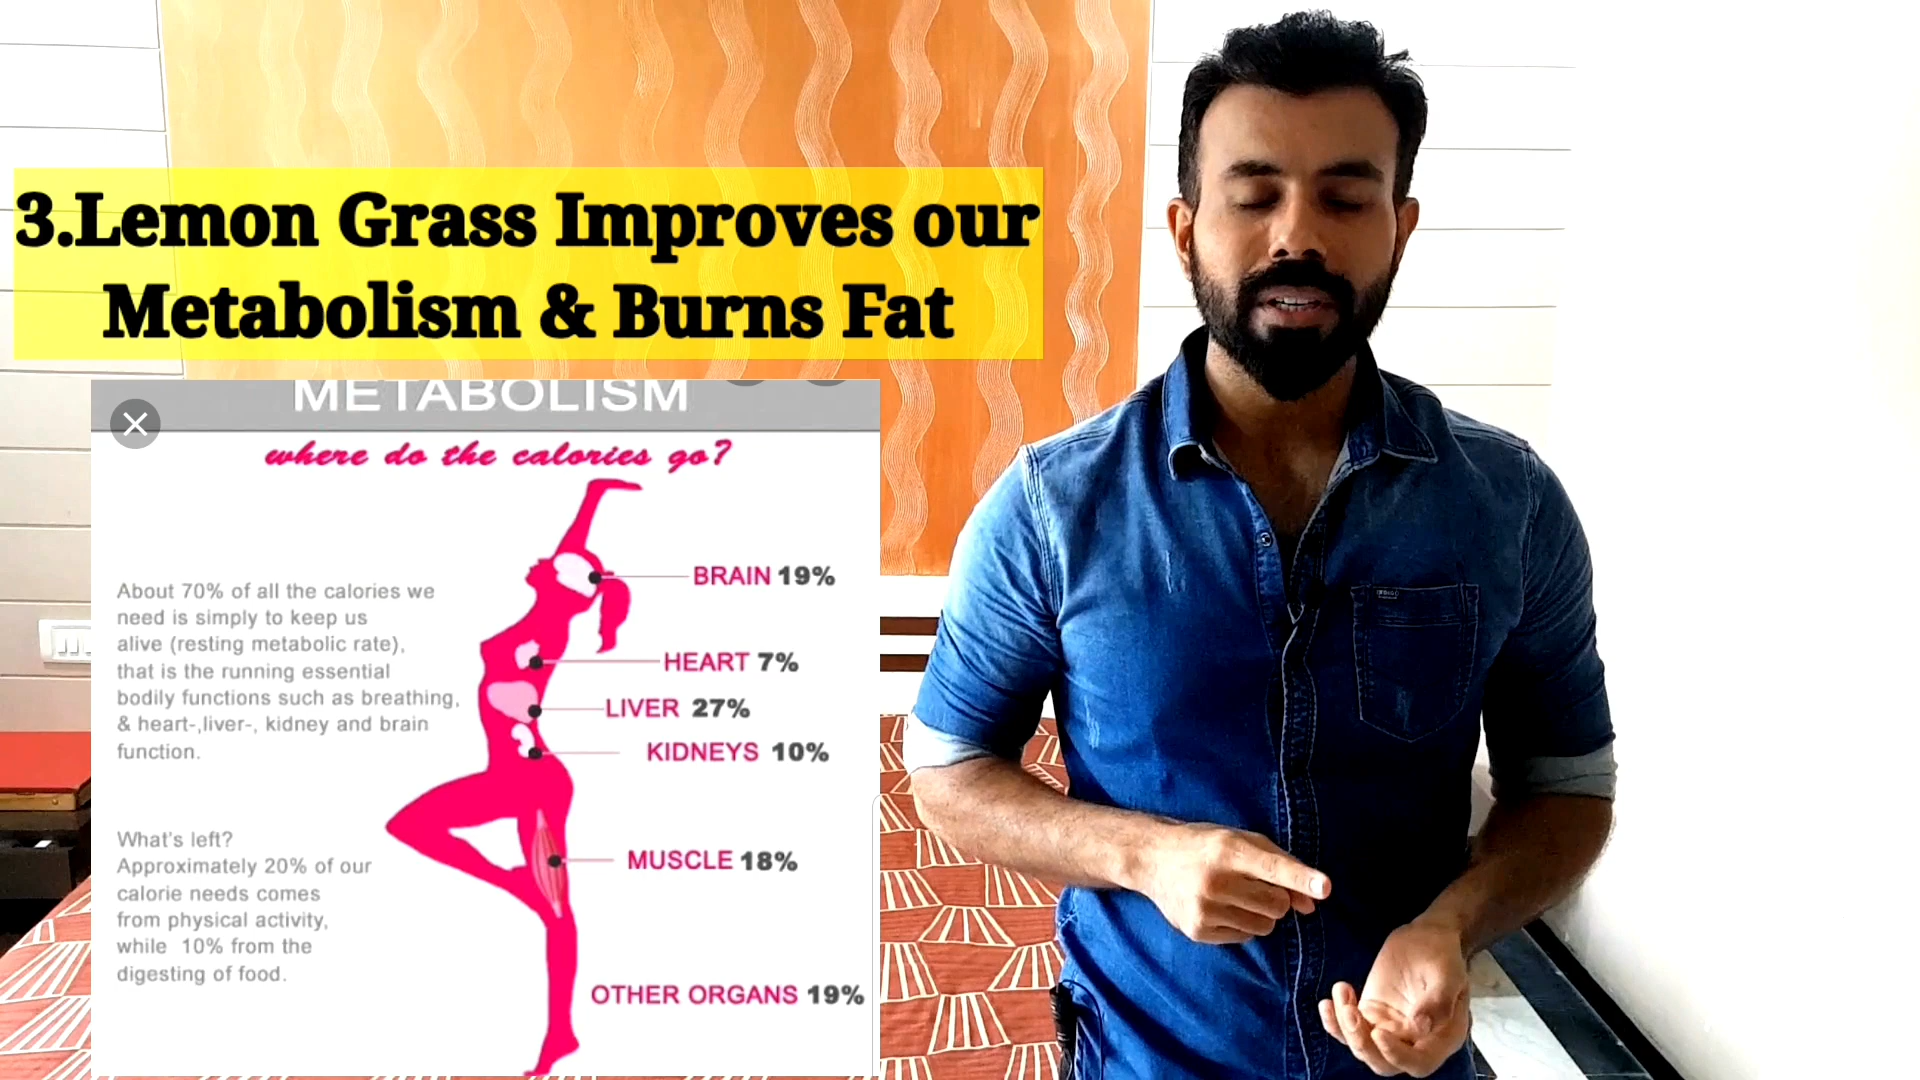 3.Lemon Grass Improves our
Metabolism & Burns Fat
METABOLISM
where do the calories go?
About 70% of all the calories we
need is simply to keep us
alive (resting metabolic rate),
that is the running essential
bodily functions such as breathing,
& heart-,liver-, kidney and brain
function.
What's left?
Approximately 20% of our
calorie needs comes
from physical activity,
while 10% from the
digesting of food.
BRAIN 19%
HEART 7%
LIVER 27%
KIDNEYS 10%
MUSCLE 18%
OTHER ORGANS 19%